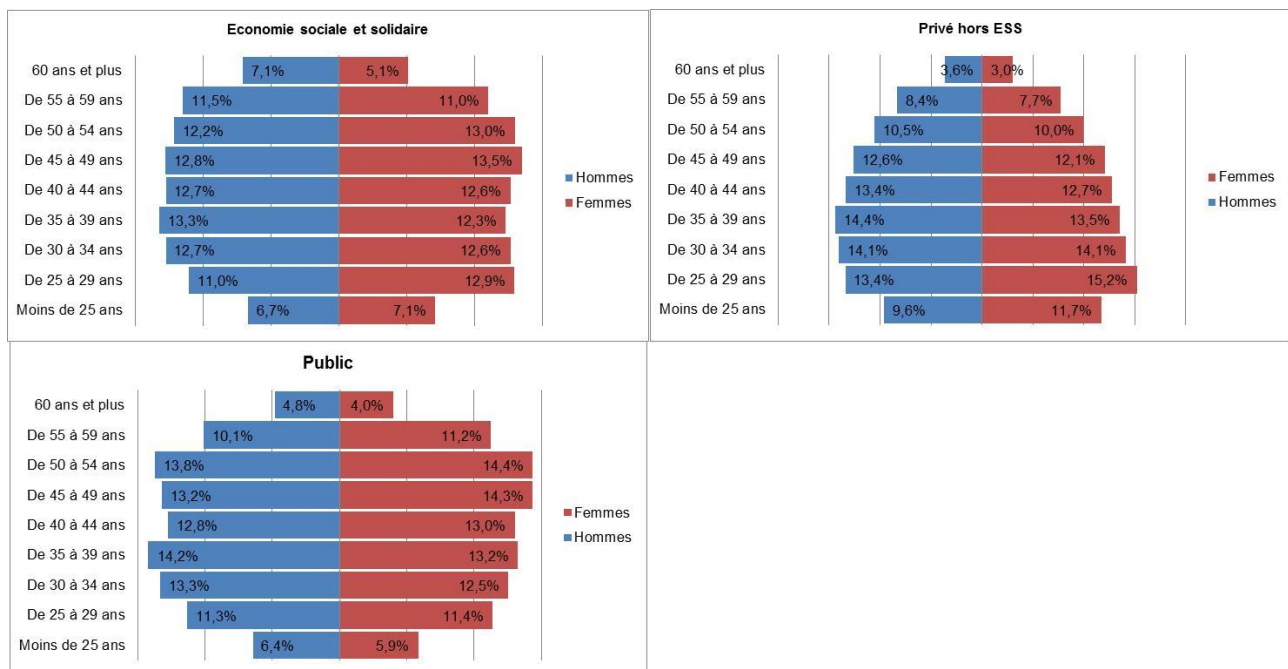 Economie sociale et solidaire
60 ans et plus 7,1% 5,1%
De 55 à 59 ans 11,5% 11,0%
De 50 à 54 ans 12,2% 13,0%
De 45 à 49 ans 12,8% 13,5%
De 40 à 44 ans 12,7% 12,6%
De 35 à 39 ans 13,3% 12,3%
De 30 à 34 ans 12,7% 12,6%
De 25 à 29 ans 11,0% 12,9%
Moins de 25 ans 6,7% 7,1%
Hommes
Femmes
Privé hors ESS
60 ans et plus 3,6% 3,0%
De 55 à 59 ans 8,4% 7,7%
De 50 à 54 ans 10,5% 10,0%
De 45 à 49 ans 12,6% 12,1%
De 40 à 44 ans 13,4% 12,7%
De 35 à 39 ans 14,4% 13,5%
De 30 à 34 ans 14,1% 14,1%
De 25 à 29 ans 13,4% 15,2%
Moins de 25 ans 9,6% 11,7%
Femmes
Hommes
Public
60 ans et plus 4,8% 4,0%
De 55 à 59 ans 10,1% 11,2%
De 50 à 54 ans 13,8% 14,4%
De 45 à 49 ans 13,2% 14,3%
De 40 à 44 ans 12,8% 13,0%
De 35 à 39 ans 14,2% 13,2%
De 30 à 34 ans 13,3% 12,5%
De 25 à 29 ans 11,3% 11,4%
Moins de 25 ans 6,4% 5,9%
Femmes
Hommes